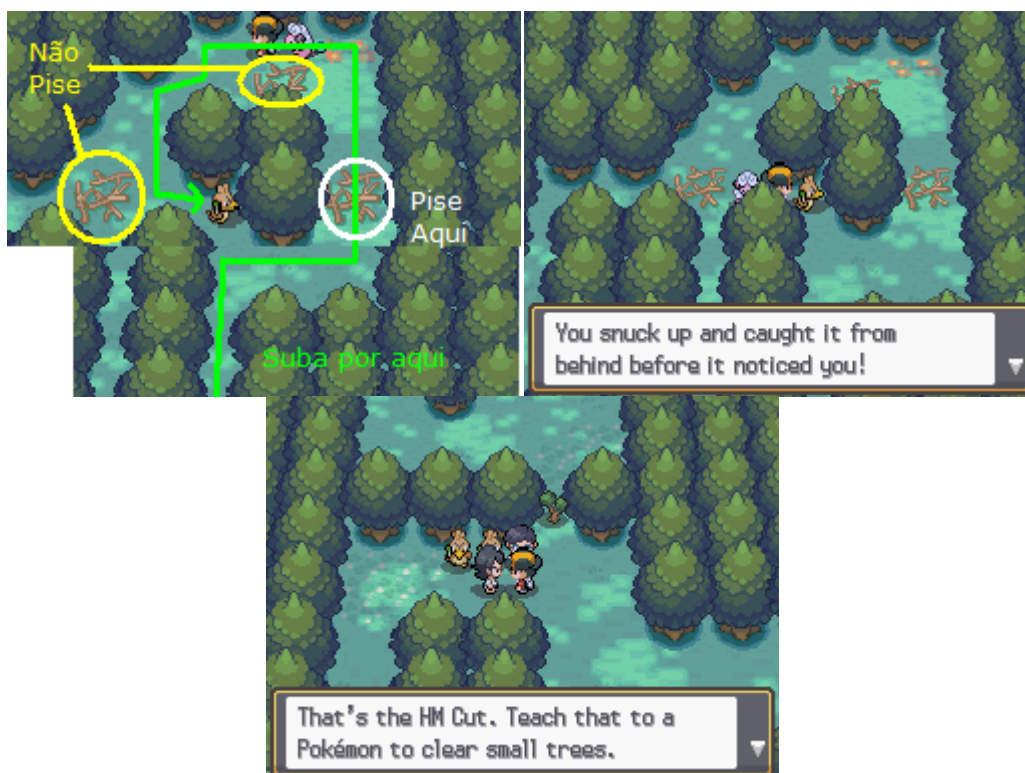 Não
Pise
Pise
Aqui
Suba por aqui
You snuck up and caught it from
behind before it noticed you!
That's the HM Cut. Teach that to a
Pokémon to clear small trees.